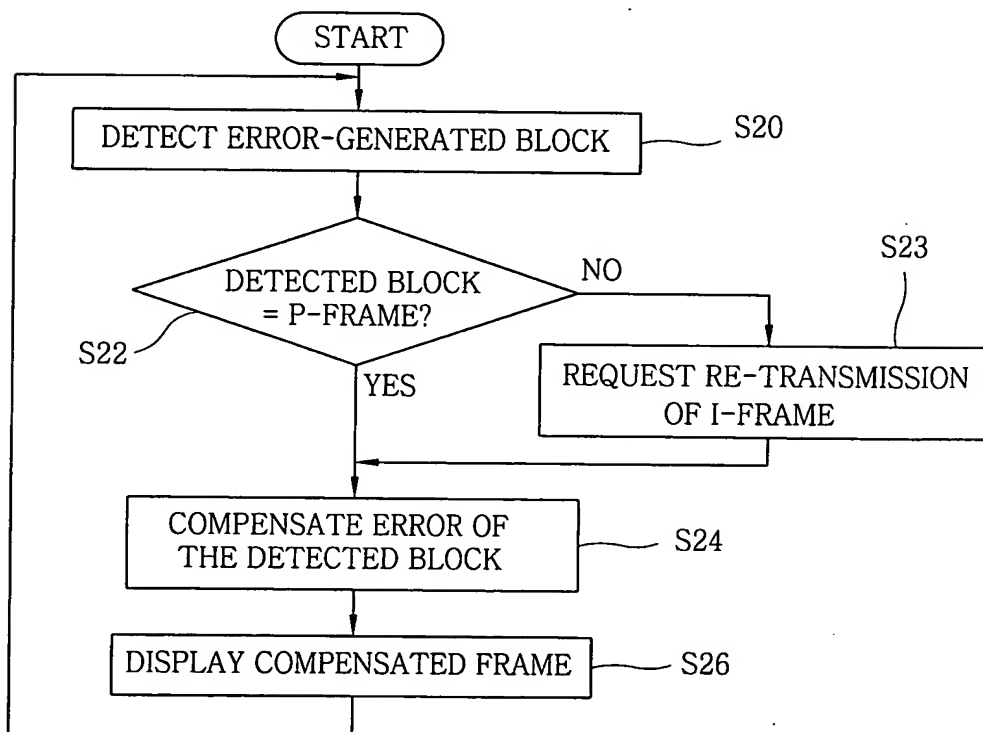 START
DETECT ERROR-GENERATED BLOCK
S20
DETECTED BLOCK
= P-FRAME?
S22
NO
S23
YES
REQUEST RE-TRANSMISSION
OF I-FRAME
COMPENSATE ERROR OF
THE DETECTED BLOCK
S24
DISPLAY COMPENSATED FRAME
S26